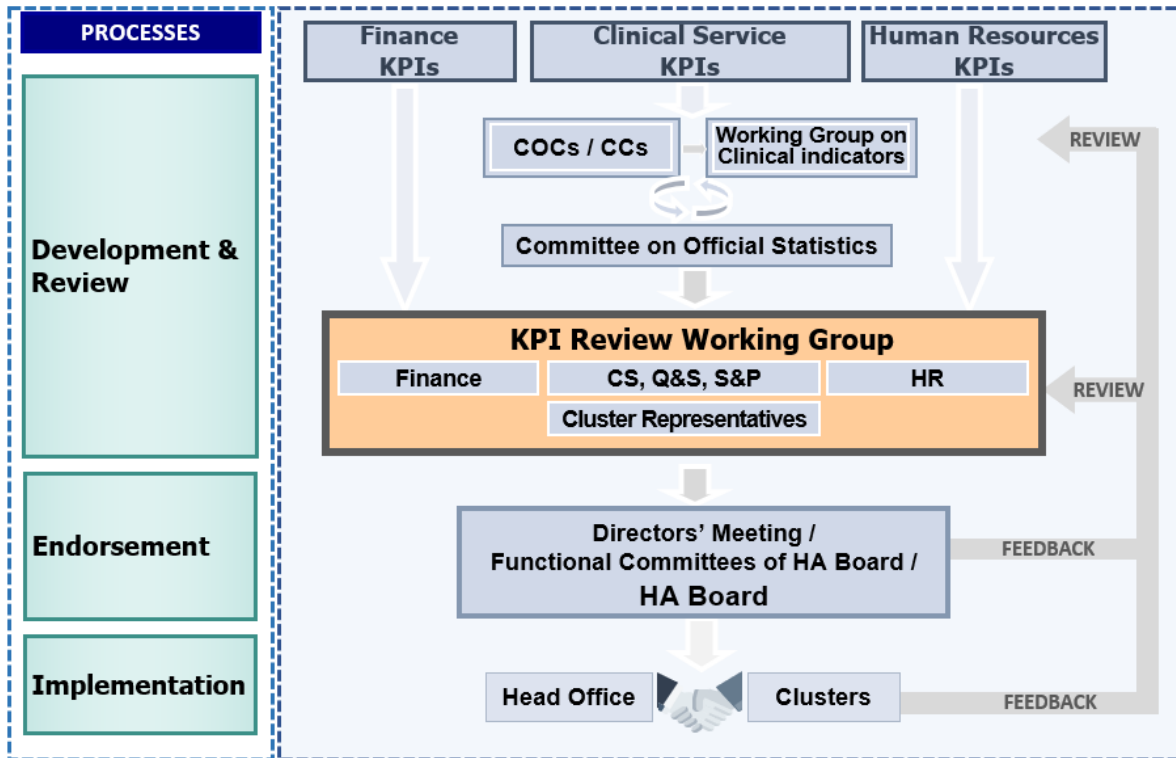 PROCESSES
Development &
Review
Endorsement
Implementation
Finance
KPIs
Clinical Service
KPIs
Human Resources
KPIs
COCs / CCs
Working Group on
Clinical indicators
REVIEW
Committee on Official Statistics
KPI Review Working Group
Finance
CS, Q&S, S&P
HR
Cluster Representatives
REVIEW
Directors’ Meeting /
Functional Committees of HA Board /
HA Board
FEEDBACK
Head Office
Clusters
FEEDBACK